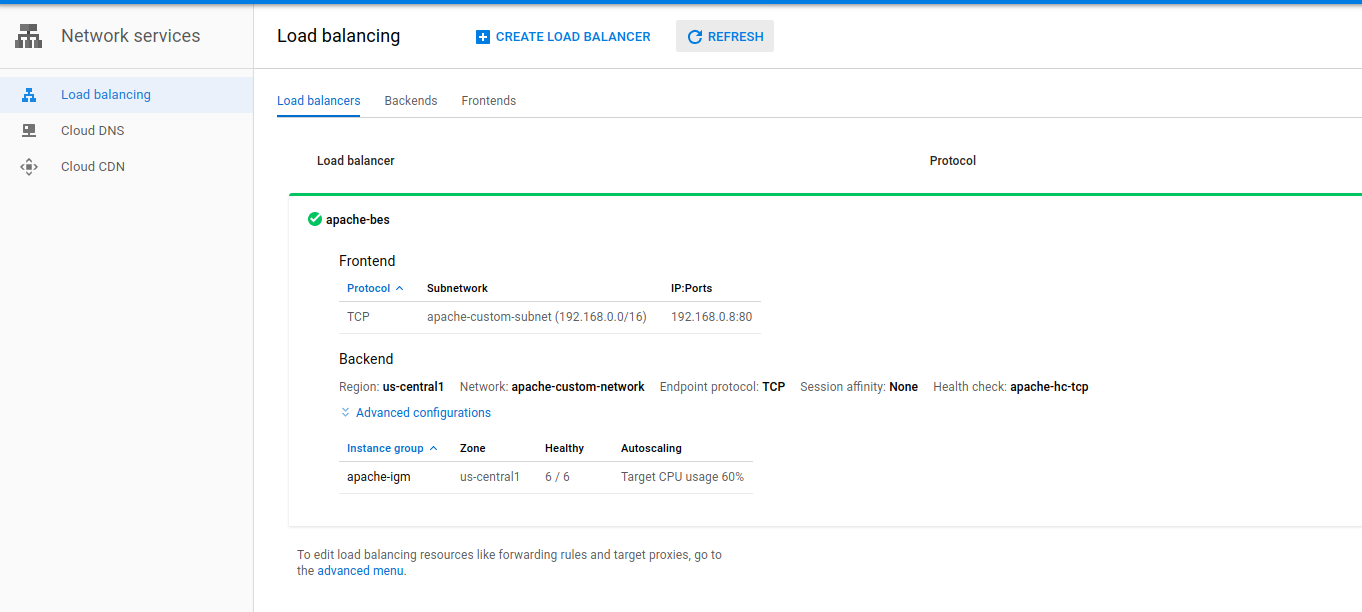 Network services
Load balancing
CREATE LOAD BALANCER
REFRESH
Load balancing
Cloud DNS
Cloud CDN
Load balancers Backends Frontends
Load balancer Protocol
apache-bes
Frontend
Protocol Subnetwork IP:Ports
TCP apache-custom-subnet (192.168.0.0/16) 192.168.0.8:80
Backend
Region: us-central1 Network: apache-custom-network Endpoint protocol: TCP Session affinity: None Health check: apache-hc-tcp
Advanced configurations
Instance group Zone Healthy Autoscaling
apache-igm us-central1 6 / 6 Target CPU usage 60%
To edit load balancing resources like forwarding rules and target proxies, go to
the advanced menu.